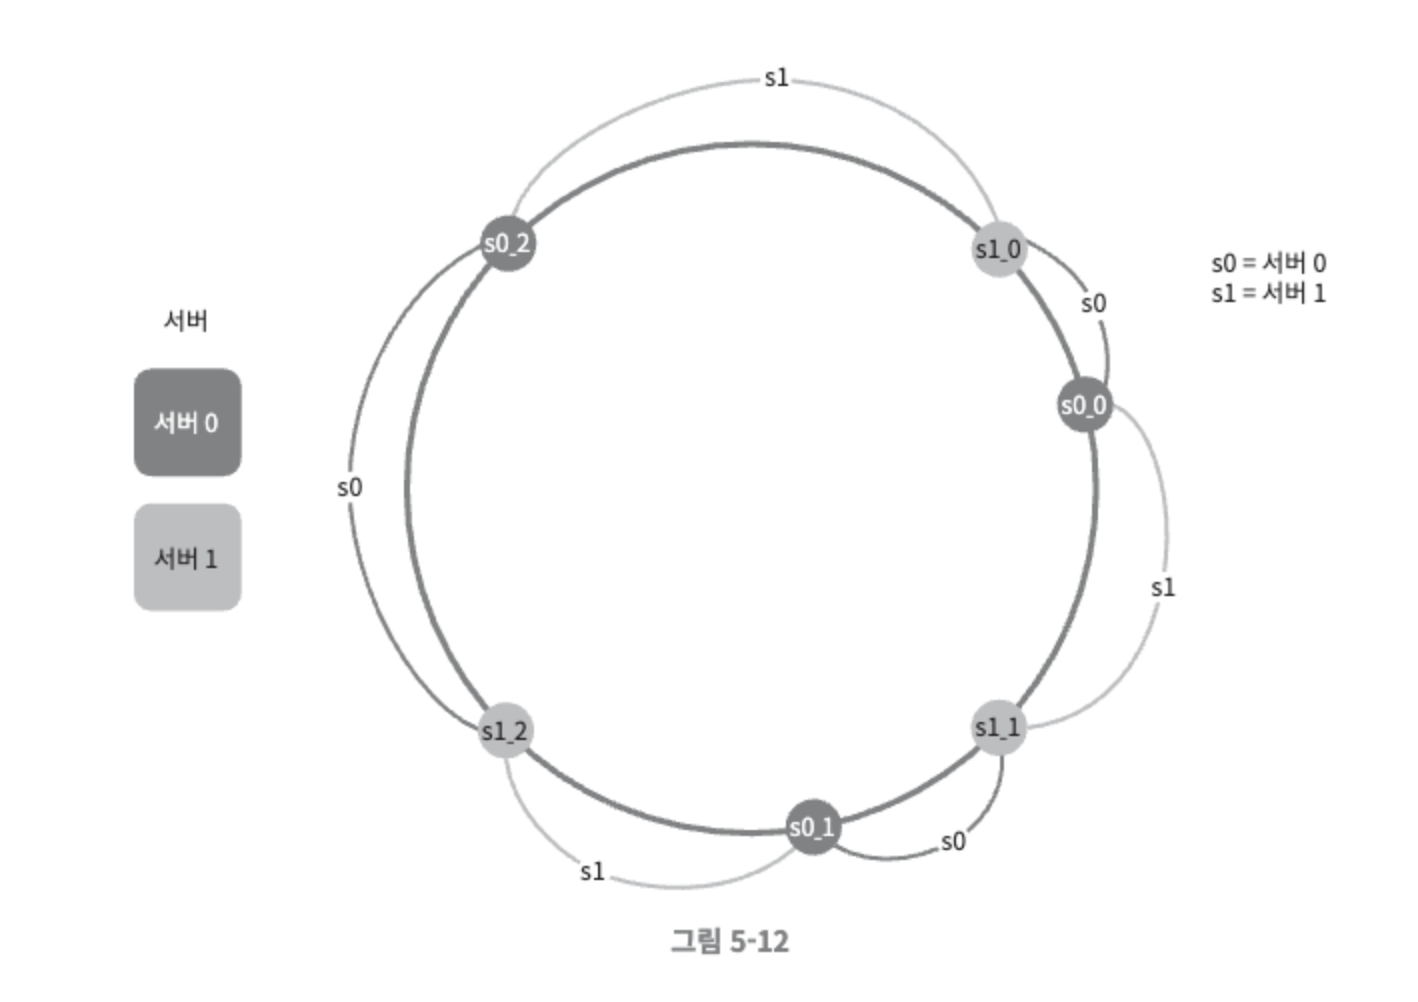 s1
s0_2
s1_0
s0
s0 = 서버 0
s1 = 서버 1
서버
서버 0
서버 1
s0_0
s0
s1
s1_2
s1_1
s0_1
s0
s1
그림 5-12